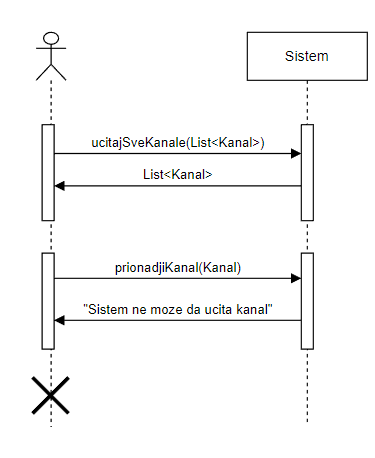 Sistem
ucitajSveKanale(List<Kanal>)
List<Kanal>
prionadjiKanal(Kanal)
"Sistem ne moze da ucita kanal"